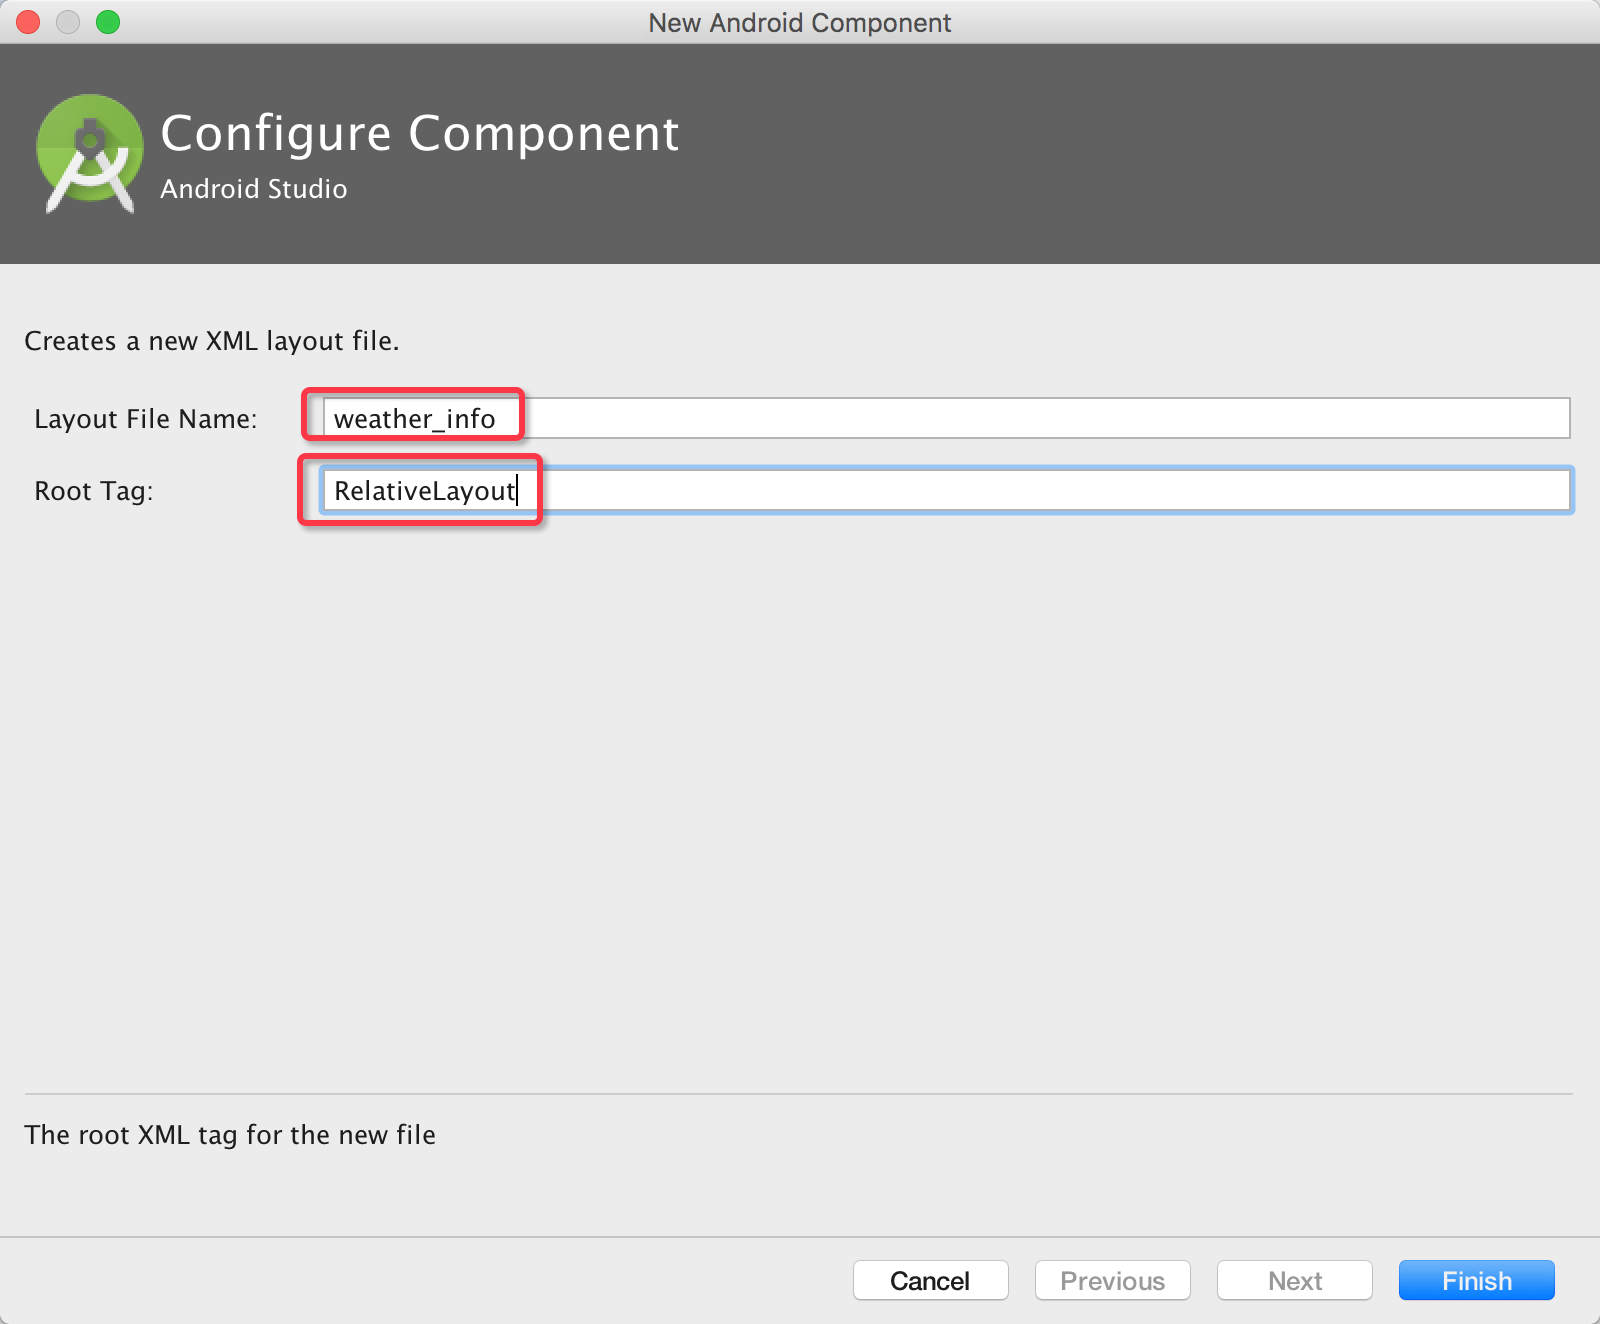 New Android Component
Configure Component
Android Studio
Creates a new XML layout file.
Layout File Name: weather_info
Root Tag: RelativeLayout
The root XML tag for the new file
Cancel Previous Next Finish